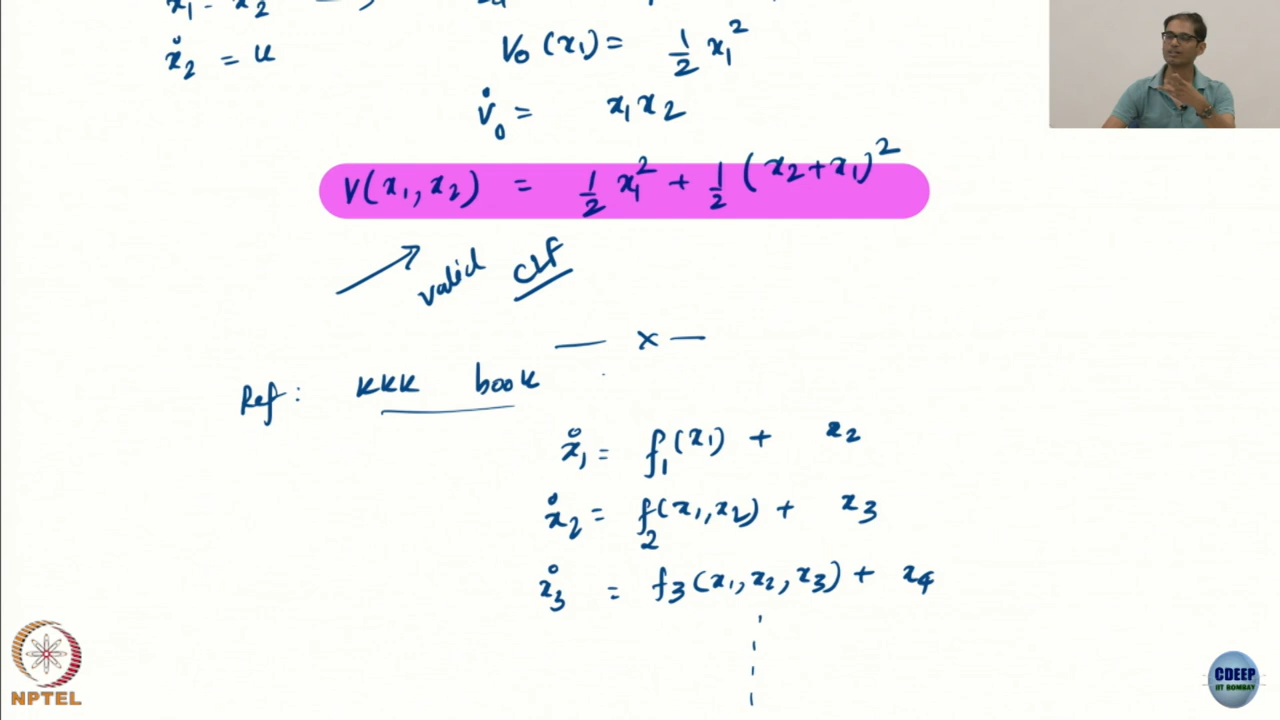 ẋ₁ = x₂
ẋ₂ = u
V₀(x₁) = 1/2 x₁²
V̇₀ = x₁x₂
V(x₁, x₂) = 1/2 x₁² + 1/2 (x₂+x₁)²
valid CLF
— x —
Ref: KKK book
ẋ₁ = f₁(x₁) + x₂
ẋ₂ = f₂(x₁,x₂) + x₃
ẋ₃ = f₃(x₁,x₂,x₃) + x₄
NPTEL
CDEEP
IIT BOMBAY